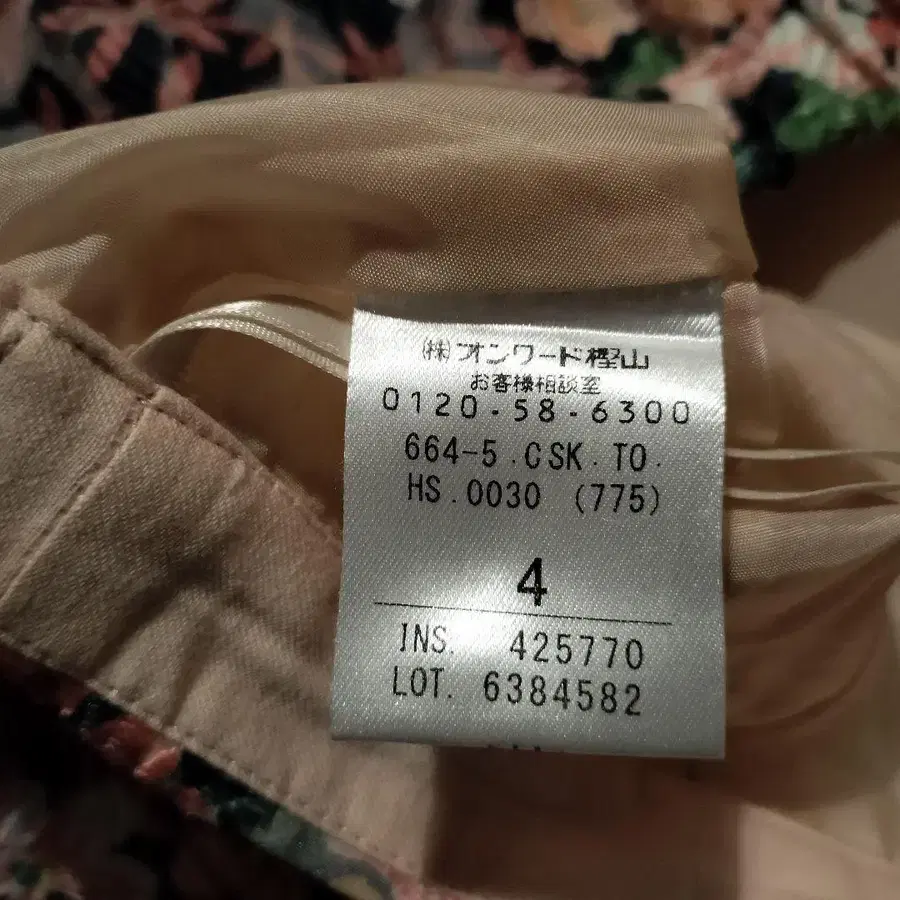 (株)オンワード樫山
お客様相談室
0120-58-6300
664-5.CSK.TO.
HS.0030 (775)
4
INS. 425770
LOT. 6384582